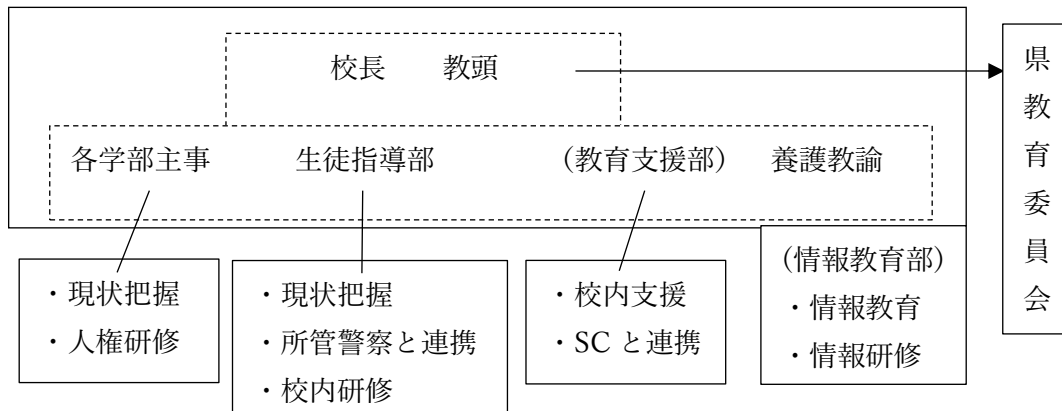 校長　教頭
県教育委員会
各学部主事　生徒指導部　(教育支援部)　養護教諭
・現状把握
・人権研修
・現状把握
・所管警察と連携
・校内研修
・校内支援
・SC と連携
(情報教育部)
・情報教育
・情報研修